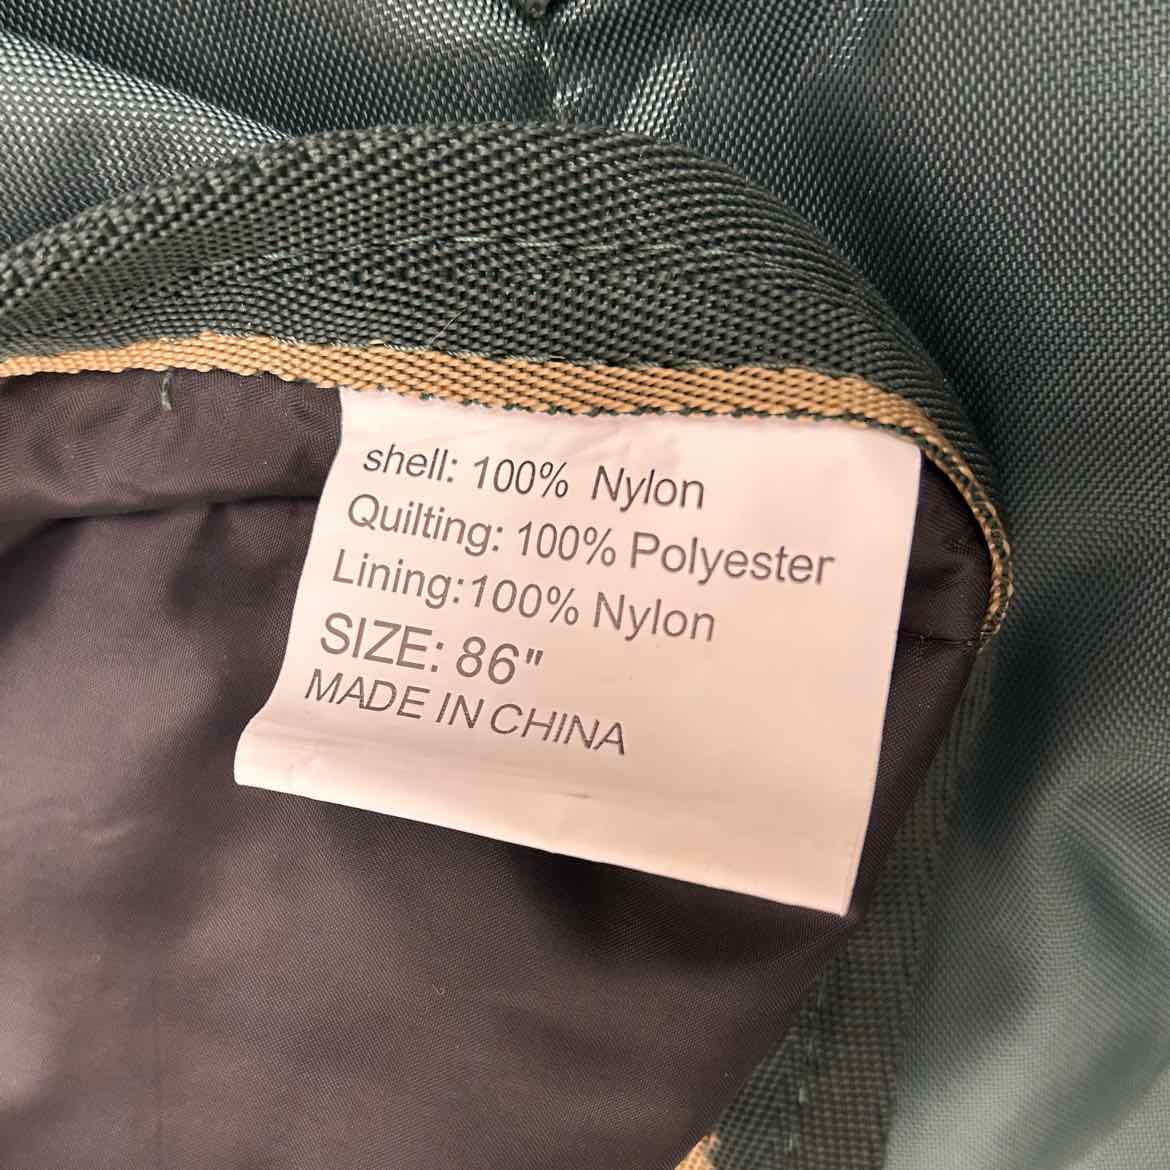 shell: 100% Nylon
Quilting: 100% Polyester
Lining:100% Nylon
SIZE: 86"
MADE IN CHINA